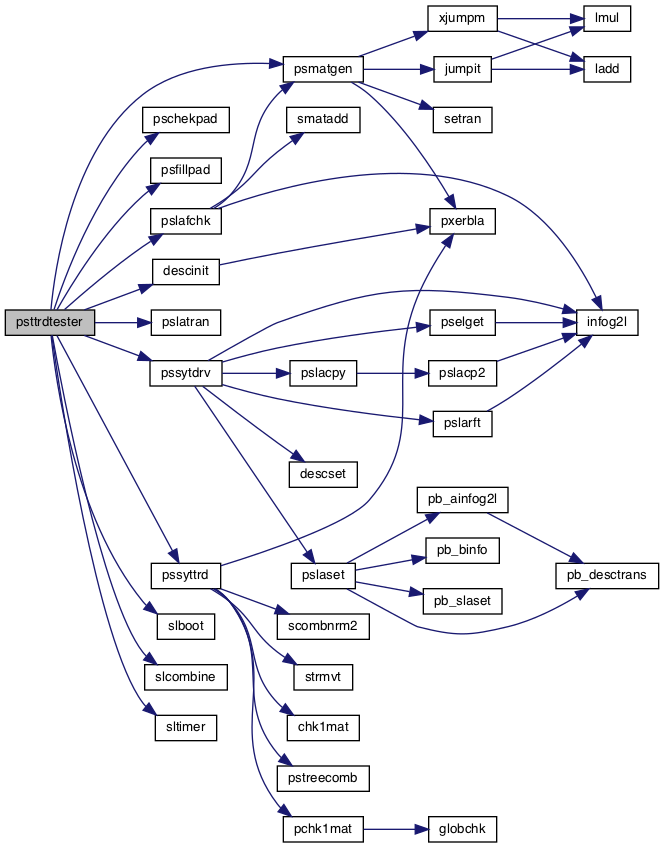 xjumpm
lmul
psmatgen
jumpit
ladd
pschekpad
smatadd
setran
psfillpad
pslafchk
pxerbla
descinit
psttrdtester
pslatran
pselget
infog2l
pssytdrv
pslacpy
pslacp2
pslarft
descset
pb_ainfog2l
pb_binfo
pssyttrd
pslaset
pb_desctrans
pb_slaset
slboot
scombnrm2
slcombine
strmvt
sltimer
chk1mat
pstreecomb
pchk1mat
globchk